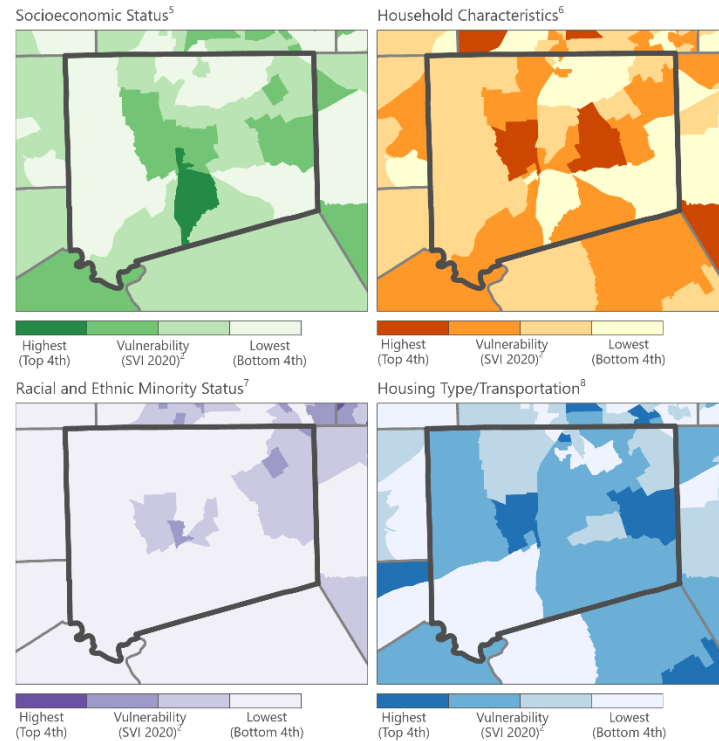 Socioeconomic Status⁵
Household Characteristics⁶
Highest
(Top 4th)
Vulnerability
(SVI 2020)²
Lowest
(Bottom 4th)
Highest
(Top 4th)
Vulnerability
(SVI 2020)²
Lowest
(Bottom 4th)
Racial and Ethnic Minority Status⁷
Housing Type/Transportation⁸
Highest
(Top 4th)
Vulnerability
(SVI 2020)²
Lowest
(Bottom 4th)
Highest
(Top 4th)
Vulnerability
(SVI 2020)²
Lowest
(Bottom 4th)